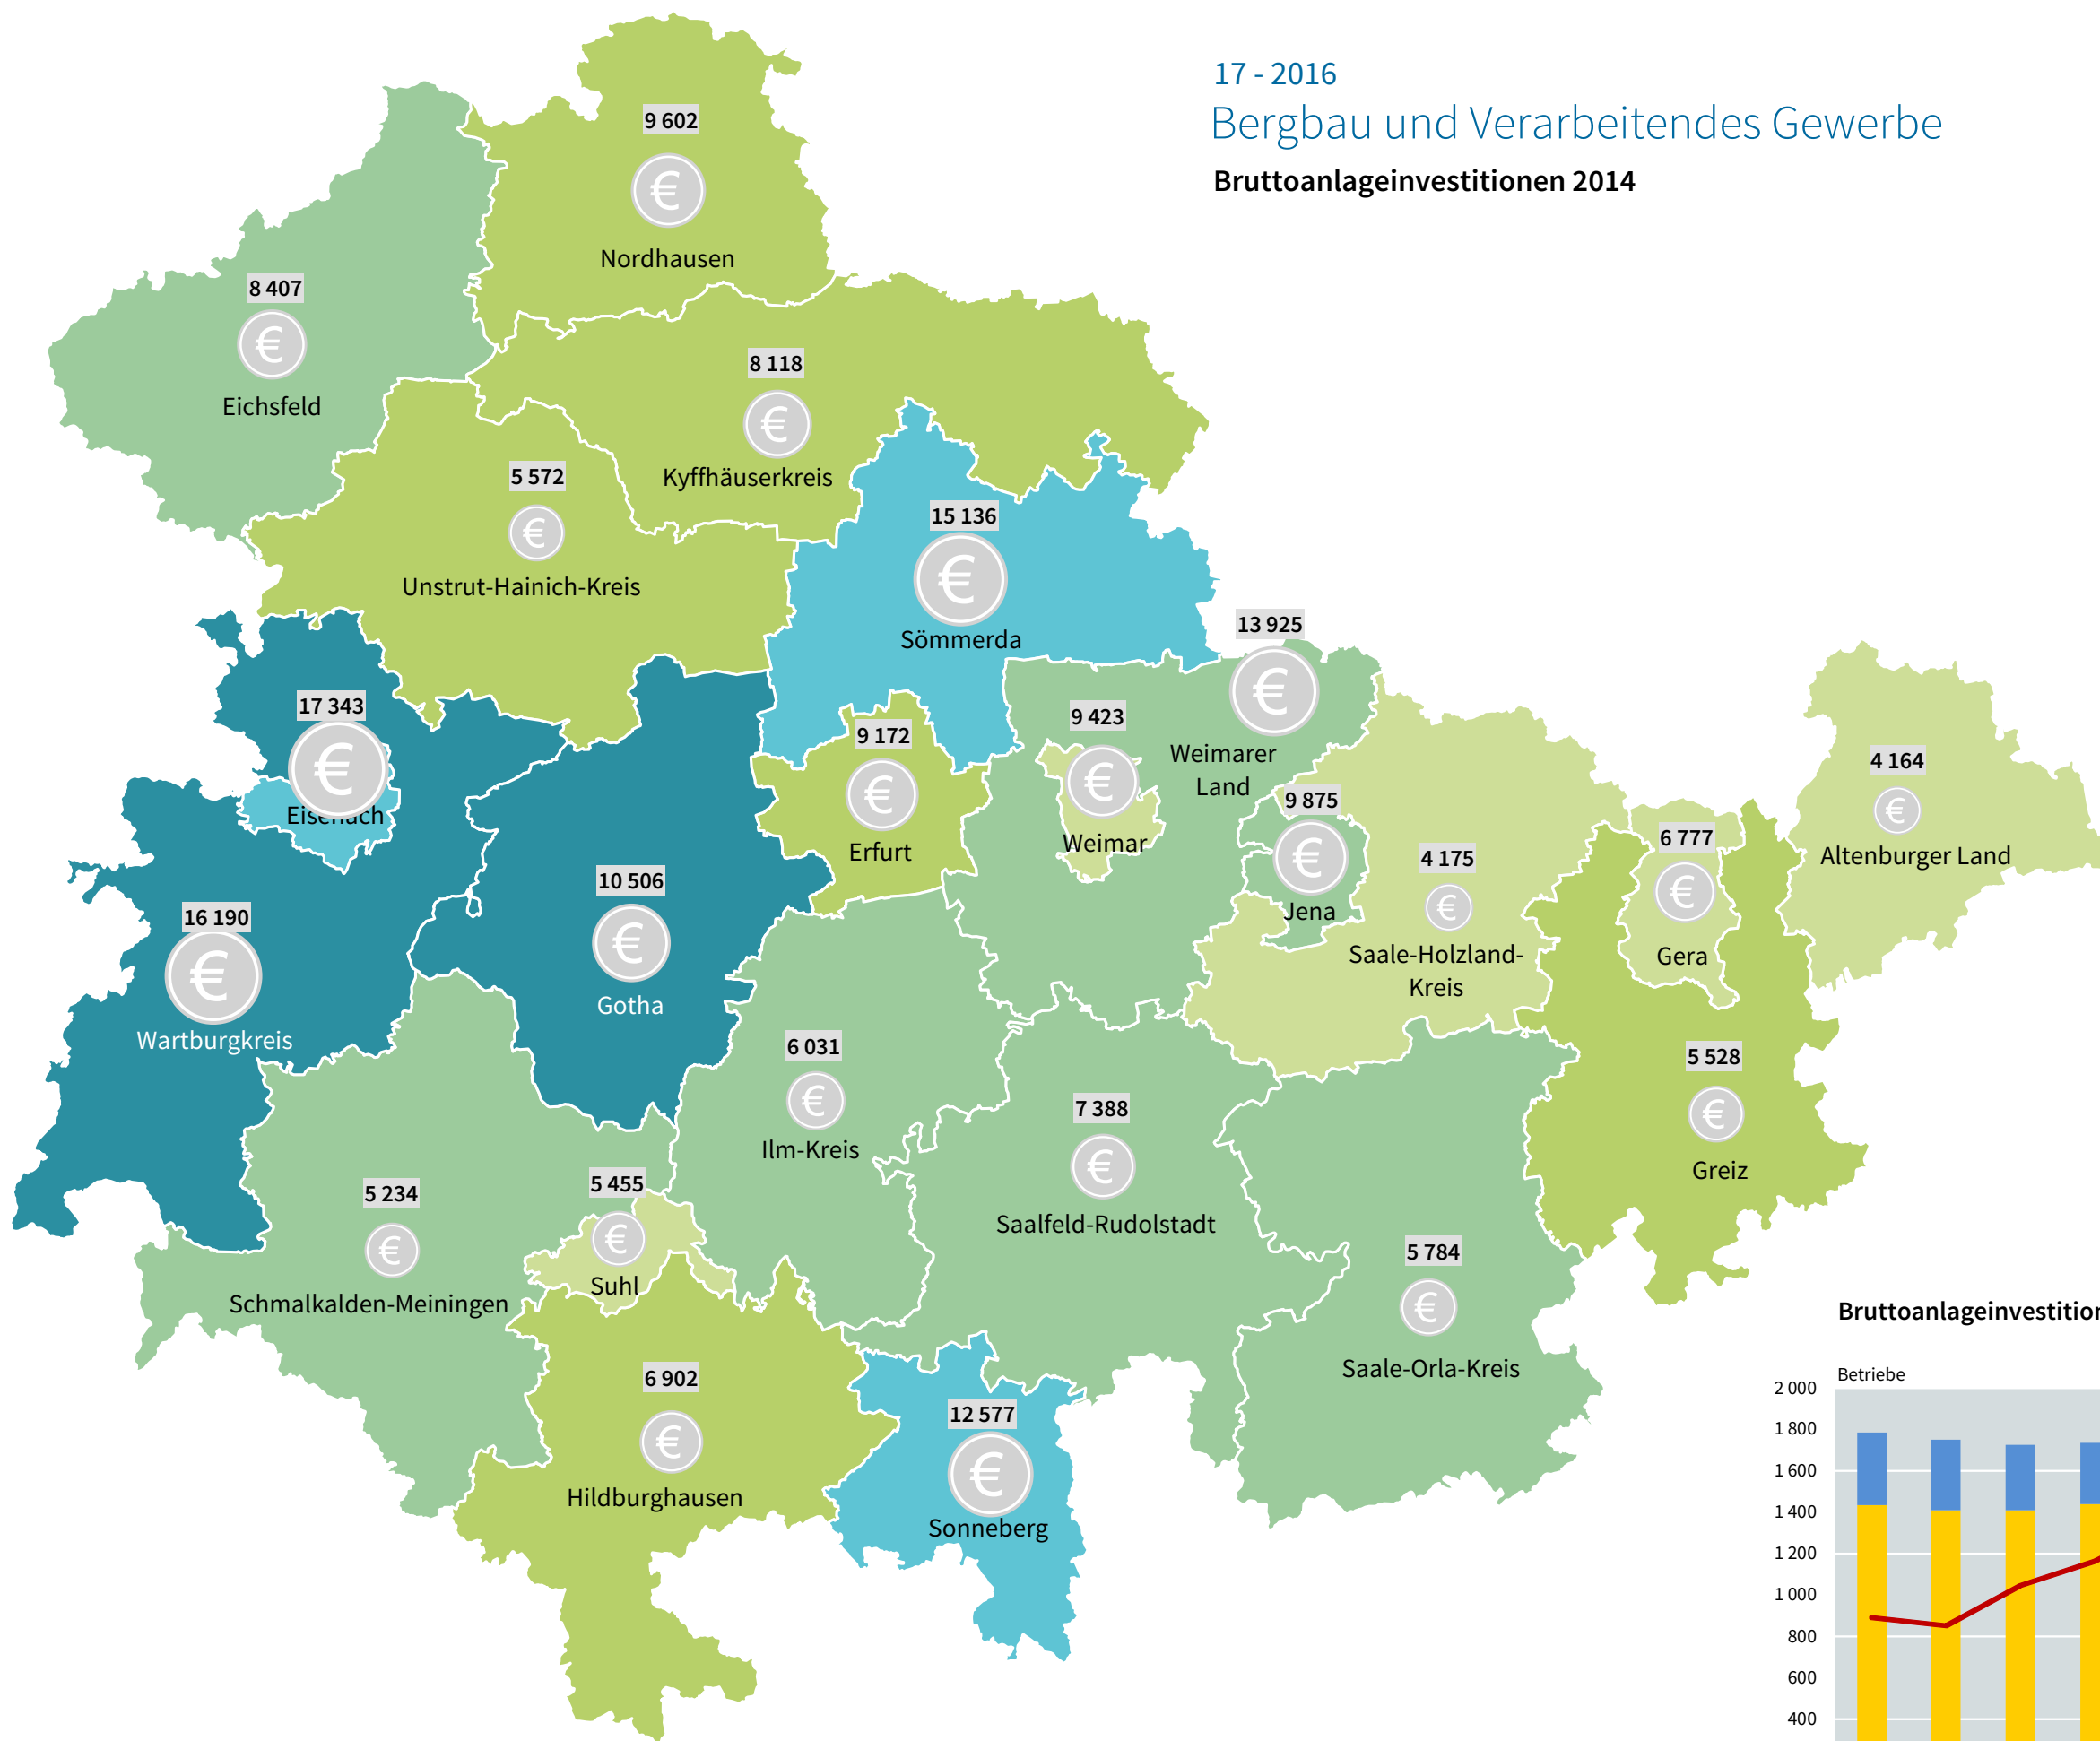 17 - 2016
Bergbau und Verarbeitendes Gewerbe
Bruttoanlageinvestitionen 2014
9 602
€
Nordhausen
8 407
€
Eichsfeld
8 118
€
Kyffhäuserkreis
5 572
€
Unstrut-Hainich-Kreis
15 136
€
Sömmerda
13 925
€
Weimarer
Land
17 343
€
Eisenach
9 172
€
Erfurt
9 423
€
Weimar
9 875
€
Jena
4 175
€
Saale-Holzland-
Kreis
6 777
€
Gera
4 164
€
Altenburger Land
10 506
€
Gotha
16 190
€
Wartburgkreis
6 031
€
Ilm-Kreis
7 388
€
Saalfeld-Rudolstadt
5 528
€
Greiz
5 234
€
Schmalkalden-Meiningen
5 455
€
Suhl
5 784
€
Saale-Orla-Kreis
6 902
€
Hildburghausen
12 577
€
Sonneberg
Betriebe
2 000
1 800
1 600
1 400
1 200
1 000
800
600
400